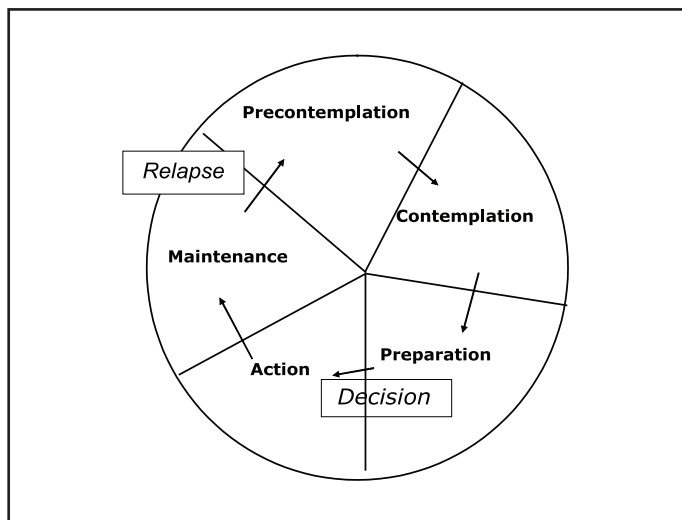 Precontemplation
Relapse
Contemplation
Maintenance
Preparation
Action
Decision